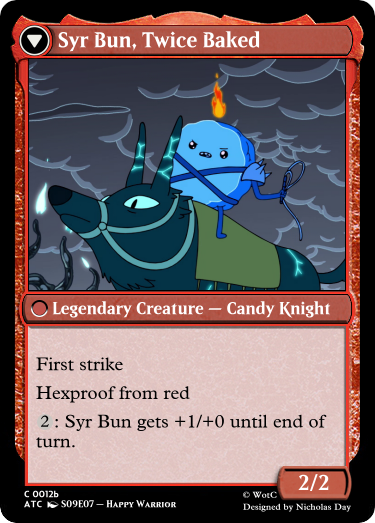 Syr Bun, Twice Baked
Legendary Creature — Candy Knight
First strike
Hexproof from red
2: Syr Bun gets +1/+0 until end of
turn.
2/2
C 0012b
ATC S09E07 – Happy Warrior
© WotC
Designed by Nicholas Day